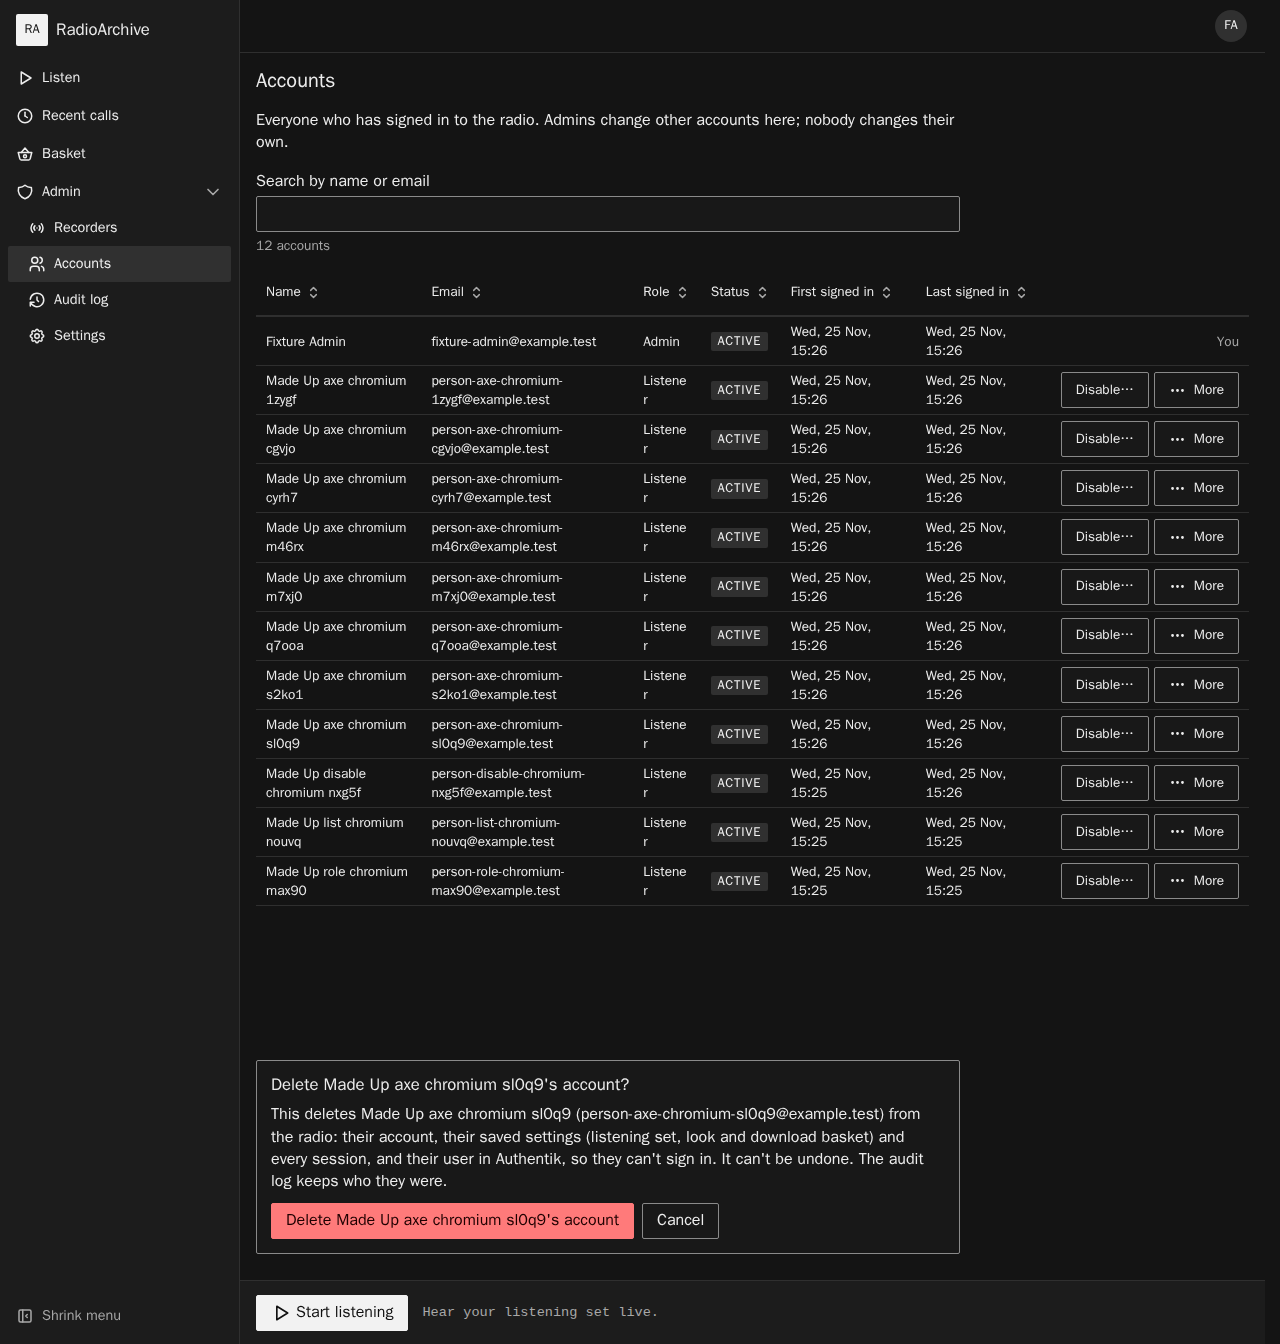 RA RadioArchive
FA
Listen
Recent calls
Basket
Admin
Recorders
Accounts
Audit log
Settings
Accounts
Everyone who has signed in to the radio. Admins change other accounts here; nobody changes their
own.
Search by name or email
12 accounts
Name Email Role Status First signed in Last signed in
Fixture Admin fixture-admin@example.test Admin ACTIVE Wed, 25 Nov, Wed, 25 Nov, You
15:26 15:26
Made Up axe chromium person-axe-chromium- Listene ACTIVE Wed, 25 Nov, Wed, 25 Nov, Disable··· ··· More
1zygf 1zygf@example.test r 15:26 15:26
Made Up axe chromium person-axe-chromium- Listene ACTIVE Wed, 25 Nov, Wed, 25 Nov, Disable··· ··· More
cgvjo cgvjo@example.test r 15:26 15:26
Made Up axe chromium person-axe-chromium- Listene ACTIVE Wed, 25 Nov, Wed, 25 Nov, Disable··· ··· More
cyrh7 cyrh7@example.test r 15:26 15:26
Made Up axe chromium person-axe-chromium- Listene ACTIVE Wed, 25 Nov, Wed, 25 Nov, Disable··· ··· More
m46rx m46rx@example.test r 15:26 15:26
Made Up axe chromium person-axe-chromium- Listene ACTIVE Wed, 25 Nov, Wed, 25 Nov, Disable··· ··· More
m7xj0 m7xj0@example.test r 15:26 15:26
Made Up axe chromium person-axe-chromium- Listene ACTIVE Wed, 25 Nov, Wed, 25 Nov, Disable··· ··· More
q7ooa q7ooa@example.test r 15:26 15:26
Made Up axe chromium person-axe-chromium- Listene ACTIVE Wed, 25 Nov, Wed, 25 Nov, Disable··· ··· More
s2ko1 s2ko1@example.test r 15:26 15:26
Made Up axe chromium person-axe-chromium- Listene ACTIVE Wed, 25 Nov, Wed, 25 Nov, Disable··· ··· More
sl0q9 sl0q9@example.test r 15:26 15:26
Made Up disable person-disable-chromium- Listene ACTIVE Wed, 25 Nov, Wed, 25 Nov, Disable··· ··· More
chromium nxg5f nxg5f@example.test r 15:25 15:26
Made Up list chromium person-list-chromium- Listene ACTIVE Wed, 25 Nov, Wed, 25 Nov, Disable··· ··· More
nouvq nouvq@example.test r 15:25 15:25
Made Up role chromium person-role-chromium- Listene ACTIVE Wed, 25 Nov, Wed, 25 Nov, Disable··· ··· More
max90 max90@example.test r 15:25 15:25
Delete Made Up axe chromium sl0q9's account?
This deletes Made Up axe chromium sl0q9 (person-axe-chromium-sl0q9@example.test) from
the radio: their account, their saved settings (listening set, look and download basket) and
every session, and their user in Authentik, so they can't sign in. It can't be undone. The audit
log keeps who they were.
Delete Made Up axe chromium sl0q9's account Cancel
Shrink menu
Start listening Hear your listening set live.